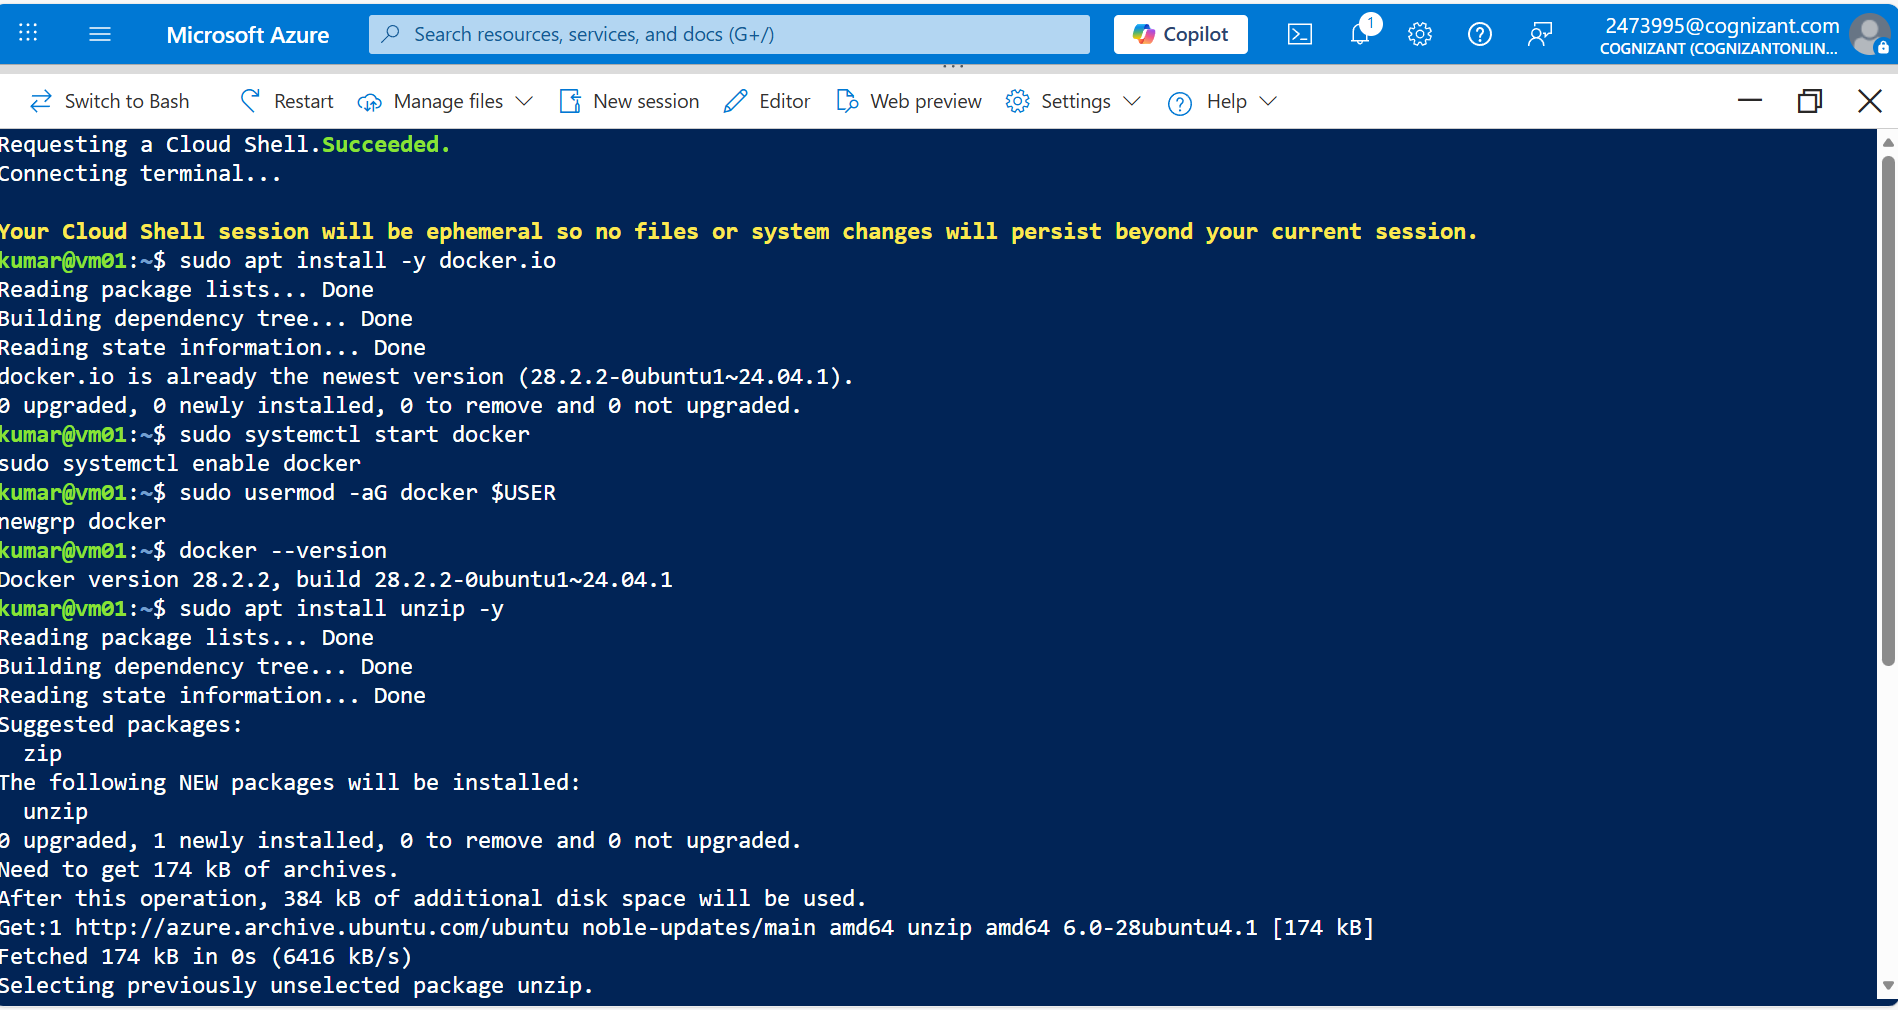 Microsoft Azure
Search resources, services, and docs (G+/)
Copilot
1
2473995@cognizant.com
COGNIZANT (COGNIZANTONLIN...
Switch to Bash
Restart
Manage files
New session
Editor
Web preview
Settings
Help
Requesting a Cloud Shell.Succeeded.
Connecting terminal...
Your Cloud Shell session will be ephemeral so no files or system changes will persist beyond your current session.
kumar@vm01:~$ sudo apt install -y docker.io
Reading package lists... Done
Building dependency tree... Done
Reading state information... Done
docker.io is already the newest version (28.2.2-0ubuntu1~24.04.1).
0 upgraded, 0 newly installed, 0 to remove and 0 not upgraded.
kumar@vm01:~$ sudo systemctl start docker
sudo systemctl enable docker
kumar@vm01:~$ sudo usermod -aG docker $USER
newgrp docker
kumar@vm01:~$ docker --version
Docker version 28.2.2, build 28.2.2-0ubuntu1~24.04.1
kumar@vm01:~$ sudo apt install unzip -y
Reading package lists... Done
Building dependency tree... Done
Reading state information... Done
Suggested packages:
  zip
The following NEW packages will be installed:
  unzip
0 upgraded, 1 newly installed, 0 to remove and 0 not upgraded.
Need to get 174 kB of archives.
After this operation, 384 kB of additional disk space will be used.
Get:1 http://azure.archive.ubuntu.com/ubuntu noble-updates/main amd64 unzip amd64 6.0-28ubuntu4.1 [174 kB]
Fetched 174 kB in 0s (6416 kB/s)
Selecting previously unselected package unzip.